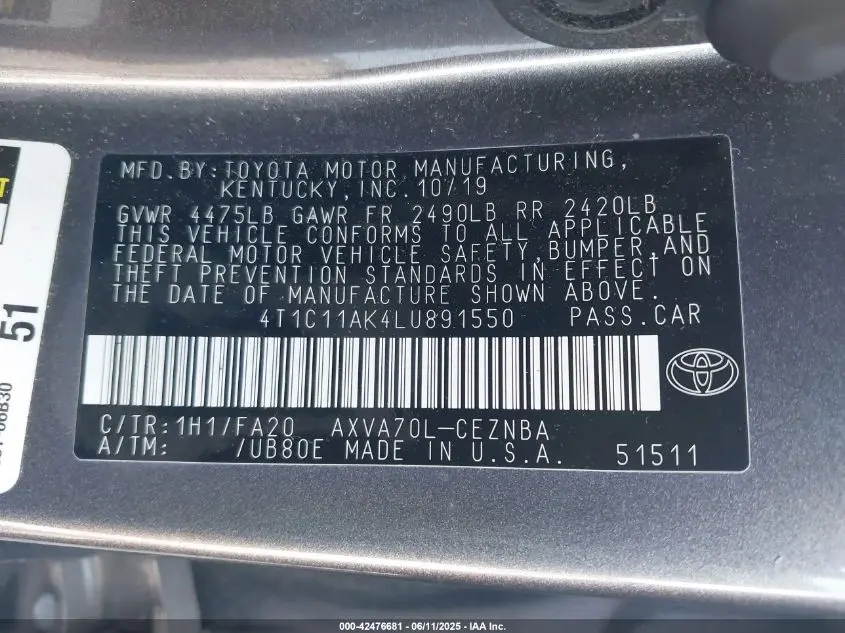 MFD.BY:TOYOTA MOTOR MANUFACTURING,
KENTUCKY,INC.10/19
GVWR 4475LB GAWR FR 2490LB RR 2420LB
THIS VEHICLE CONFORMS TO ALL APPLICABLE
FEDERAL MOTOR VEHICLE SAFETY,BUMPER,AND
THEFT PREVENTION STANDARDS IN EFFECT ON
THE DATE OF MANUFACTURE SHOWN ABOVE.
4T1C11AK4LU891550 PASS.CAR
C/TR:1H1/FA20 AXVA70L-CEZNBA
A/TM: /UB80E MADE IN U.S.A. 51511
51
000-42476681 - 06/11/2025 - IAA Inc.